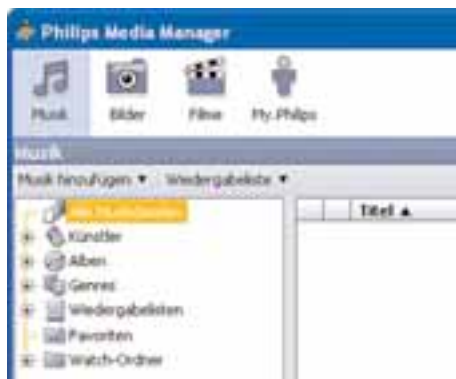 Philips Media Manager
Musik Bilder Filme My Philips
Musik
Musik hinzufügen Wiedergabeliste
Titel
Künstler
Alben
Genres
Wiedergabelisten
Favoriten
Watch-Ordner